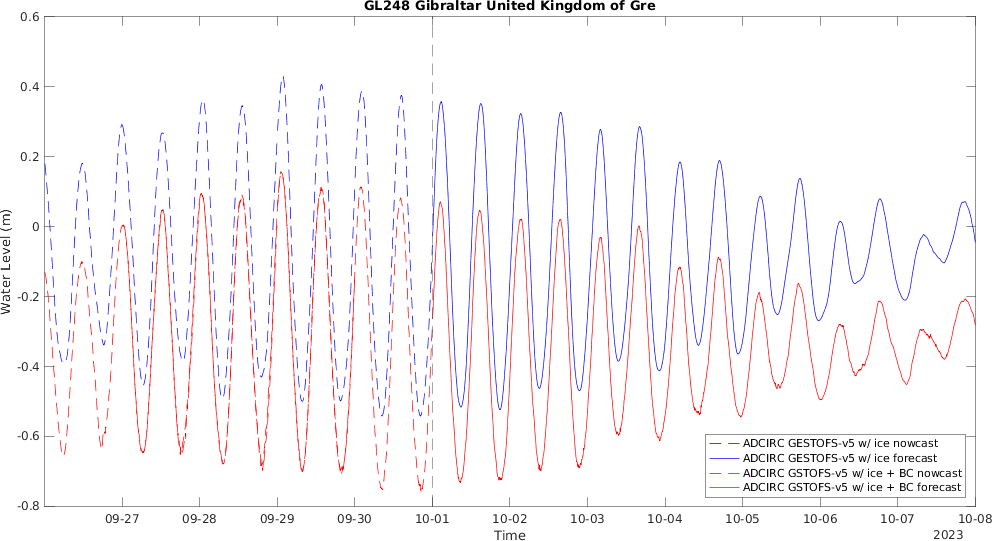 GL248 Gibraltar United Kingdom of Gre
0.6
0.4
0.2
0
-0.2
-0.4
-0.6
-0.8
Water Level (m)
09-27 09-28 09-29 09-30 10-01 10-02 10-03 10-04 10-05 10-06 10-07 10-08
Time
2023
ADCIRC GESTOFS-v5 w/ ice nowcast
ADCIRC GESTOFS-v5 w/ ice forecast
ADCIRC GSTOFS-v5 w/ ice + BC nowcast
ADCIRC GSTOFS-v5 w/ ice + BC forecast